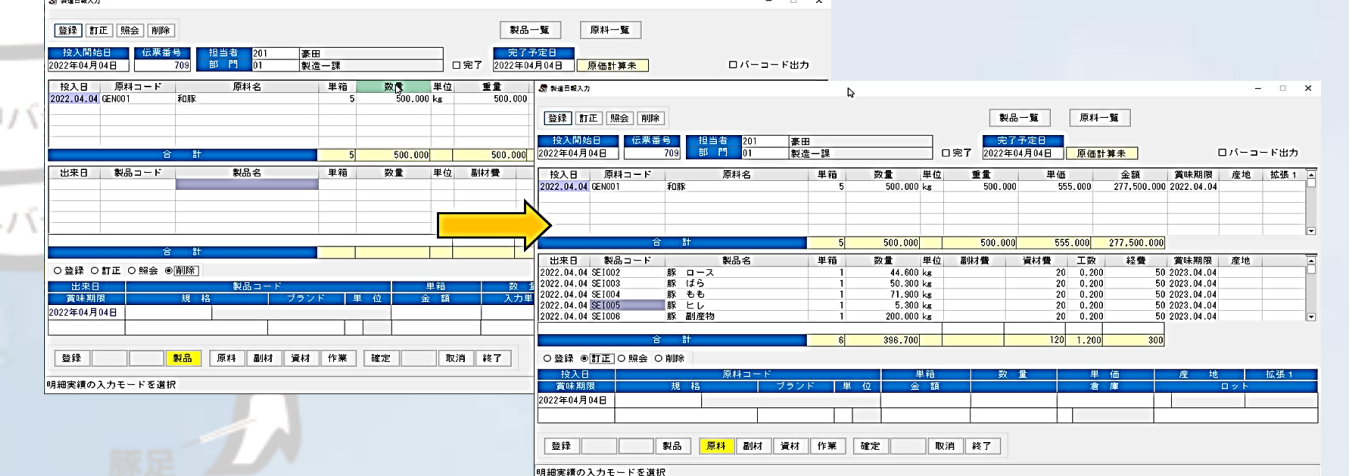 製造日報入力
登録 訂正 照会 削除 製品一覧 原料一覧
投入開始日 伝票番号 担当者 201 豪田 完了予定日
2022年04月04日 709 部 門 01 製造一課 完了 2022年04月04日 原価計算未 バーコード出力
投入日 原料コード 原料名 単箱 数量 単位 重量
2022.04.04 GEN001 和豚 5 500.000 kg 500.000
合 計 5 500.000 500.000
出来日 製品コード 製品名 単箱 数量 単位 副材費
合 計
登録 訂正 照会 削除
出来日 製品コード 単箱 数
賞味期限 規 格 ブランド 単 位 金 額 入力単
2022年04月04日
登録 製品 原料 副材 資材 作業 確定 取消 終了
明細実績の入力モードを選択
製造日報入力
登録 訂正 照会 削除 製品一覧 原料一覧
投入開始日 伝票番号 担当者 201 豪田 完了予定日
2022年04月04日 709 部 門 01 製造一課 完了 2022年04月04日 原価計算未 バーコード出力
投入日 原料コード 原料名 単箱 数量 単位 重量 単価 金額 賞味期限 産地 拡張1
2022.04.04 GEN001 和豚 5 500.000 kg 500.000 555.000 277,500.000 2022.04.04
合 計 5 500.000 500.000 555.000 277,500.000
出来日 製品コード 製品名 単箱 数量 単位 副材費 資材費 工数 経費 賞味期限 産地
2022.04.04 SEI002 豚 ロース 1 44.600 kg 20 0.200 50 2023.04.04
2022.04.04 SEI003 豚 ばら 1 50.300 kg 20 0.200 50 2023.04.04
2022.04.04 SEI004 豚 もも 1 71.900 kg 20 0.200 50 2023.04.04
2022.04.04 SEI005 豚 ヒレ 1 5.300 kg 20 0.200 50 2023.04.04
2022.04.04 SEI006 豚 副産物 1 200.000 kg 20 0.200 50 2023.04.04
合 計 6 396.700 120 1.200 300
登録 訂正 照会 削除
投入日 原料コード 単箱 数 量 単 価 産 地 拡張1
賞味期限 規 格 ブランド 単 位 金 額 倉 庫 ロット
2022年04月04日
登録 製品 原料 副材 資材 作業 確定 取消 終了
明細実績の入力モードを選択
豚足